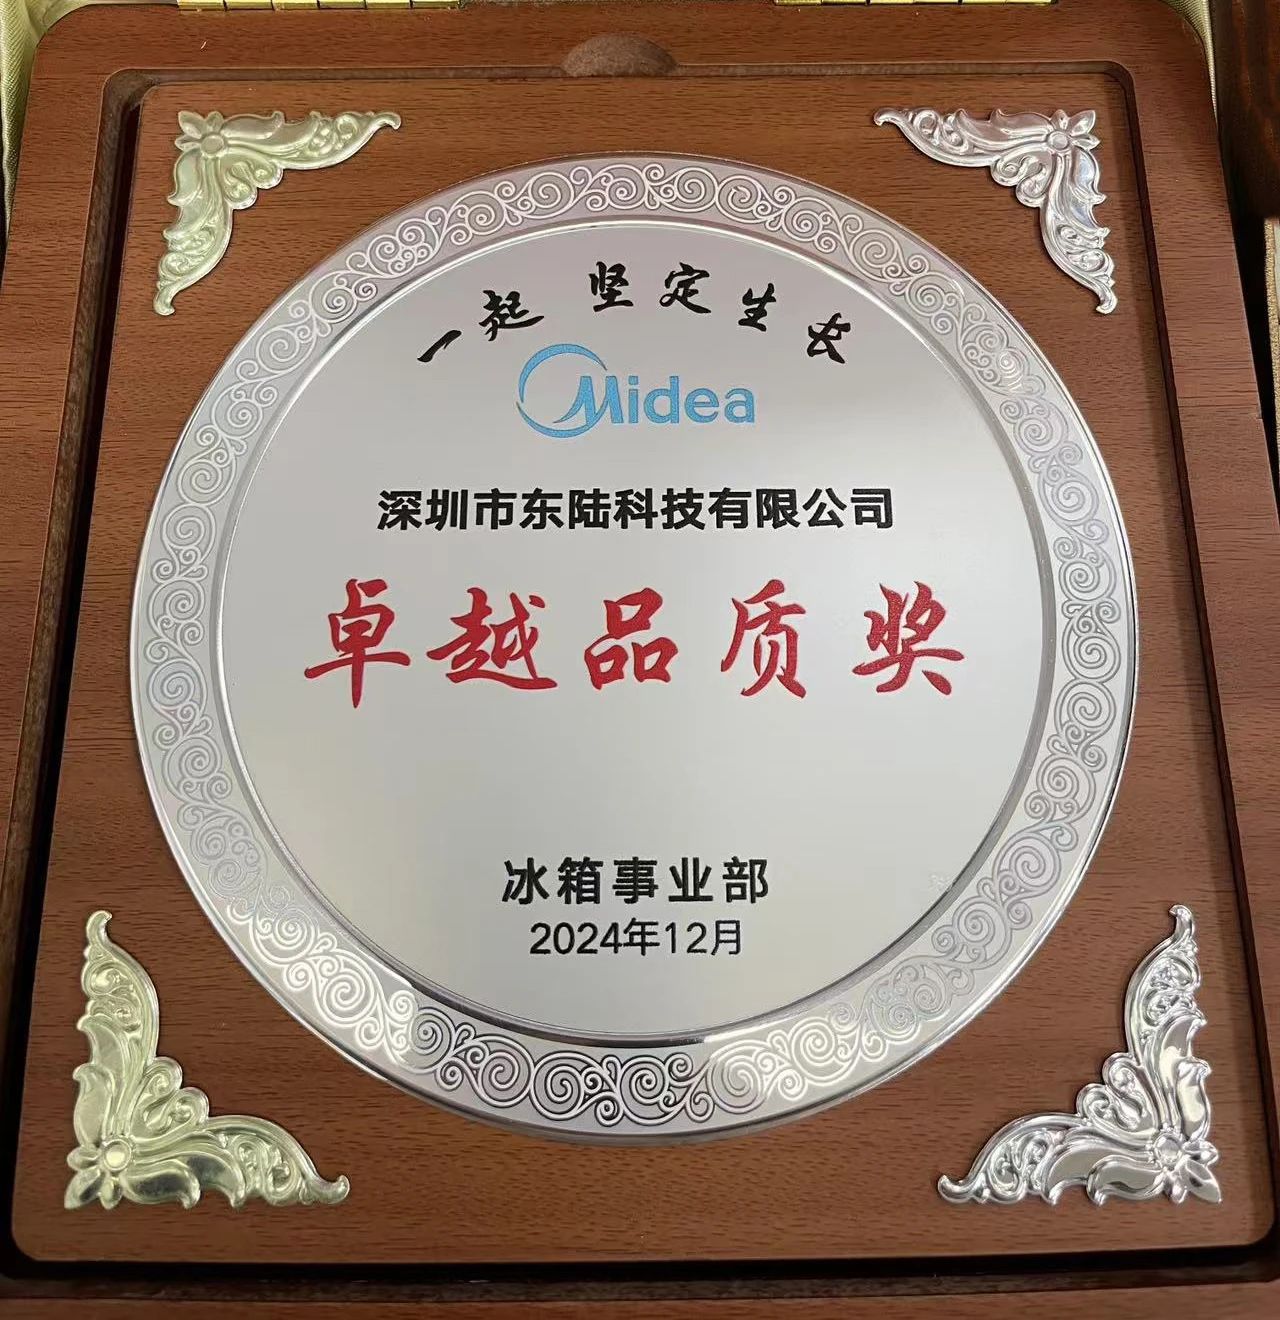 一起 坚定生长
Midea
深圳市东陆科技有限公司
卓越品质奖
冰箱事业部
2024年12月